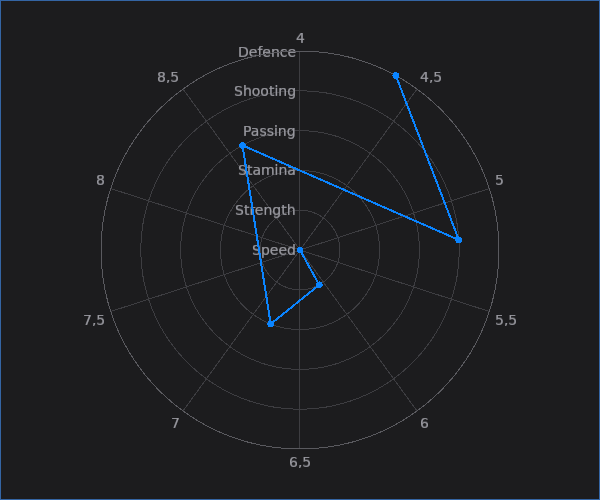 4
Defence
8,5
4,5
Shooting
Passing
Stamina
8
5
Strength
Speed
7,5
5,5
7
6
6,5